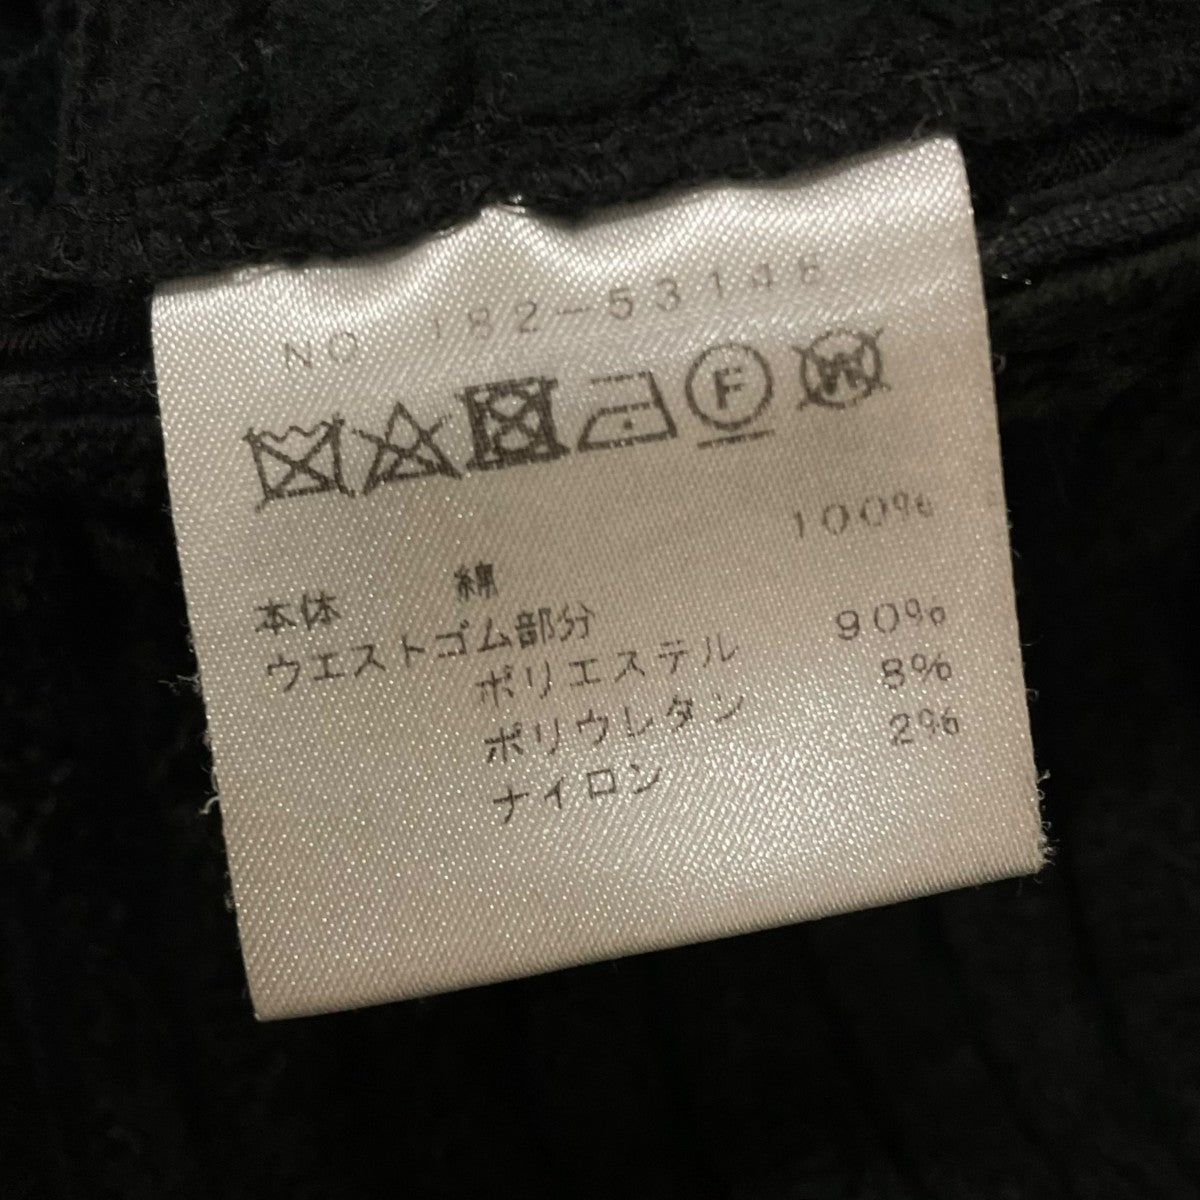 NO 182-5314E
F
W
本体 綿 100%
ウエストゴム部分
ポリエステル 90%
ポリウレタン 8%
ナイロン 2%